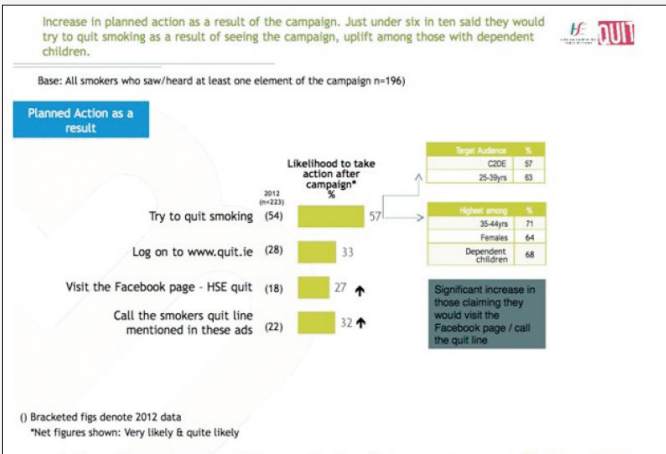 Increase in planned action as a result of the campaign. Just under six in ten said they would
try to quit smoking as a result of seeing the campaign, uplift among those with dependent
children.
QUIT
Base: All smokers who saw/heard at least one element of the campaign n=196)
Planned Action as a
result
Likelihood to take
action after
campaign*
%
2012
(n=223)
Try to quit smoking (54) 57
Log on to www.quit.ie (28) 33
Visit the Facebook page - HSE quit (18) 27
Call the smokers quit line
mentioned in these ads (22) 32
Target Audience %
C2DE 57
25-39yrs 63
Highest among %
35-44yrs 71
Females 64
Dependent
children 68
Significant increase in
those claiming they
would visit the
Facebook page / call
the quit line
() Bracketed figs denote 2012 data
*Net figures shown: Very likely & quite likely